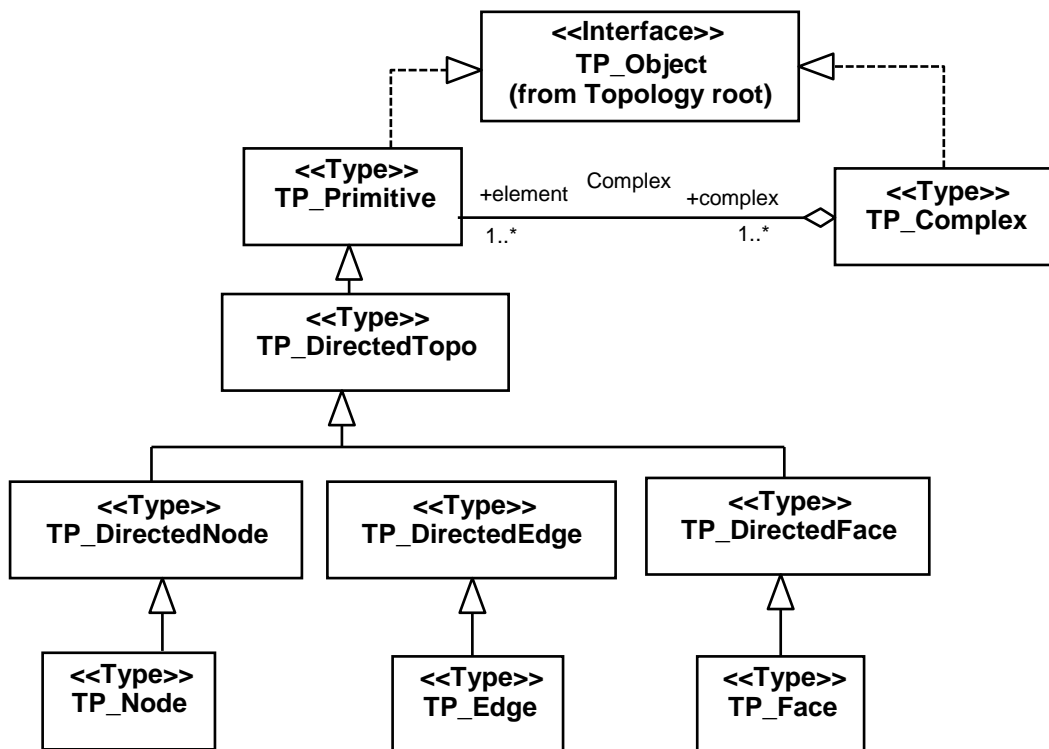 <<Interface>>
TP_Object
(from Topology root)
<<Type>>
TP_Primitive
+element
Complex
+complex
1..*
1..*
<<Type>>
TP_Complex
<<Type>>
TP_DirectedTopo
<<Type>>
TP_DirectedNode
<<Type>>
TP_DirectedEdge
<<Type>>
TP_DirectedFace
<<Type>>
TP_Node
<<Type>>
TP_Edge
<<Type>>
TP_Face